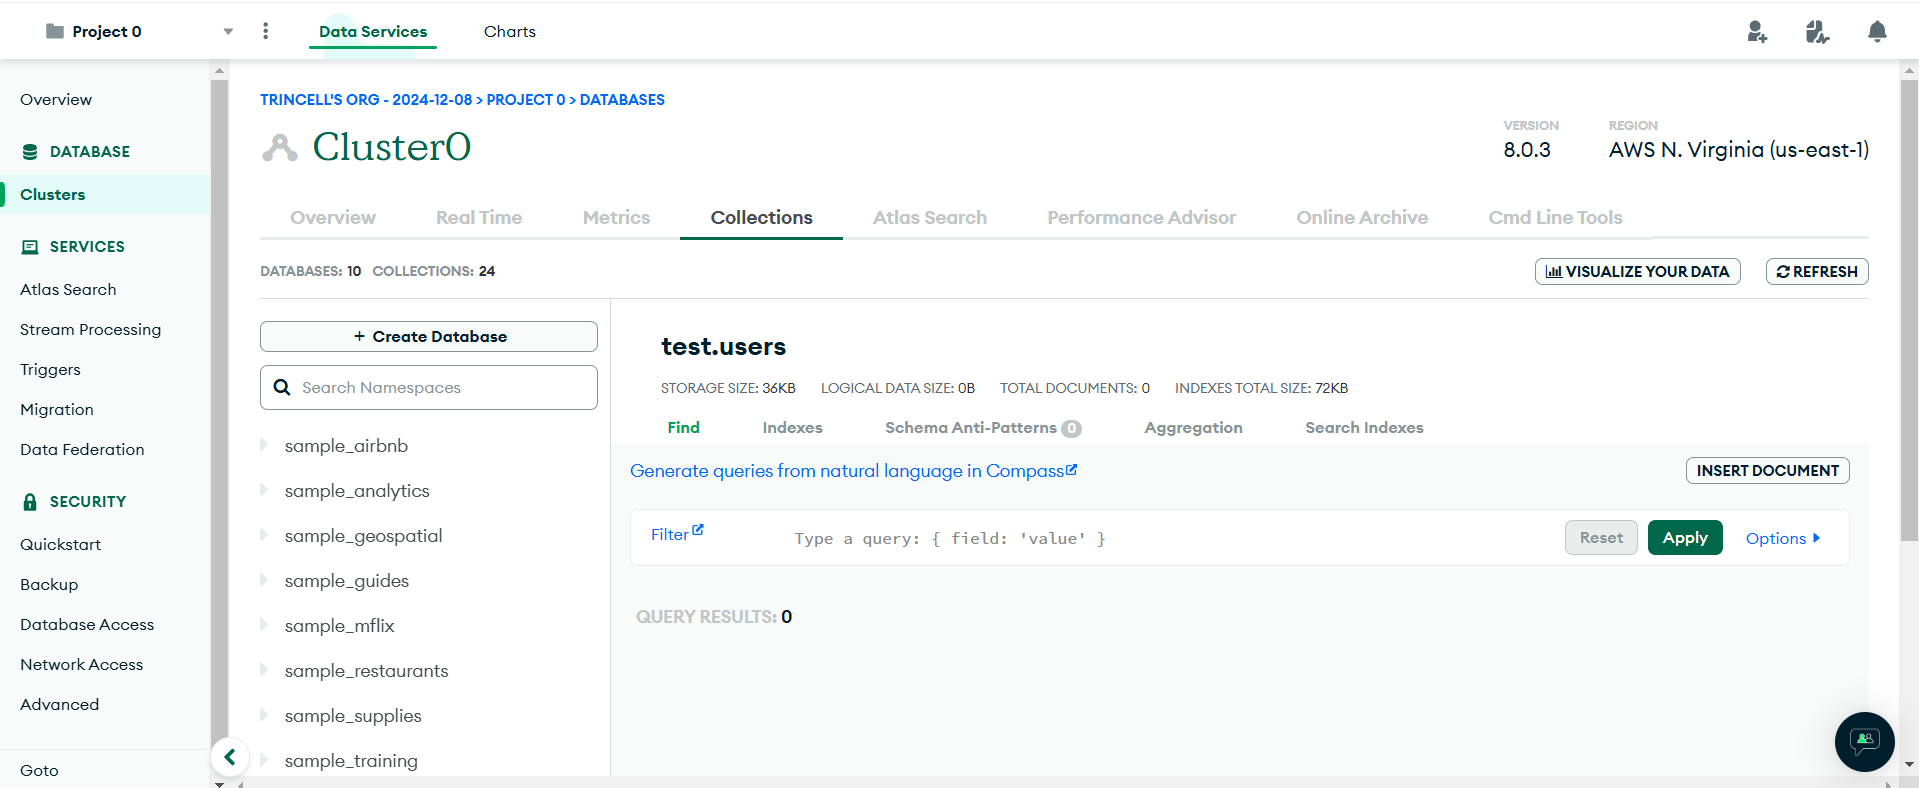 Project 0
Data Services
Charts
Overview
DATABASE
Clusters
SERVICES
Atlas Search
Stream Processing
Triggers
Migration
Data Federation
SECURITY
Quickstart
Backup
Database Access
Network Access
Advanced
Goto
TRINCELL'S ORG - 2024-12-08 > PROJECT 0 > DATABASES
Cluster0
VERSION
8.0.3
REGION
AWS N. Virginia (us-east-1)
Overview
Real Time
Metrics
Collections
Atlas Search
Performance Advisor
Online Archive
Cmd Line Tools
DATABASES: 10 COLLECTIONS: 24
VISUALIZE YOUR DATA
REFRESH
+ Create Database
Search Namespaces
sample_airbnb
sample_analytics
sample_geospatial
sample_guides
sample_mflix
sample_restaurants
sample_supplies
sample_training
test.users
STORAGE SIZE: 36KB LOGICAL DATA SIZE: 0B TOTAL DOCUMENTS: 0 INDEXES TOTAL SIZE: 72KB
Find
Indexes
Schema Anti-Patterns 0
Aggregation
Search Indexes
Generate queries from natural language in Compass
INSERT DOCUMENT
Filter
Type a query: { field: 'value' }
Reset
Apply
Options
QUERY RESULTS: 0